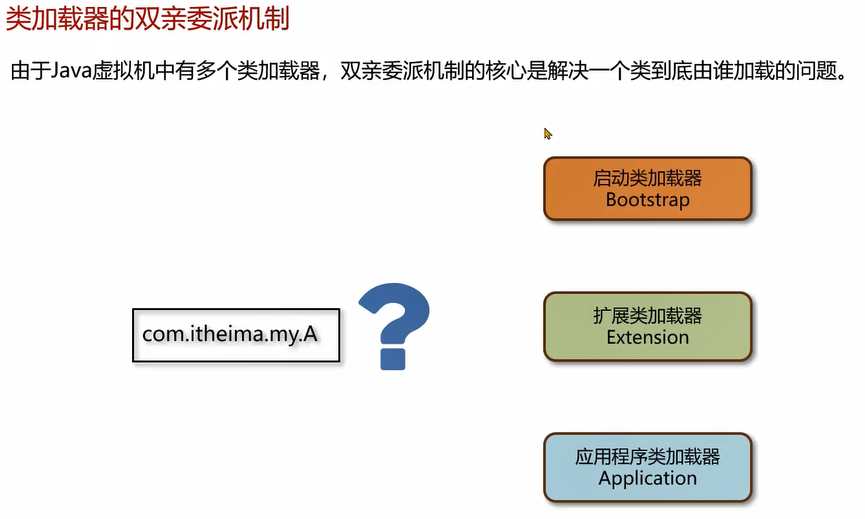 类加载器的双亲委派机制
由于Java虚拟机中有多个类加载器，双亲委派机制的核心是解决一个类到底由谁加载的问题。
启动类加载器
Bootstrap
com.itheima.my.A
?
扩展类加载器
Extension
应用程序类加载器
Application